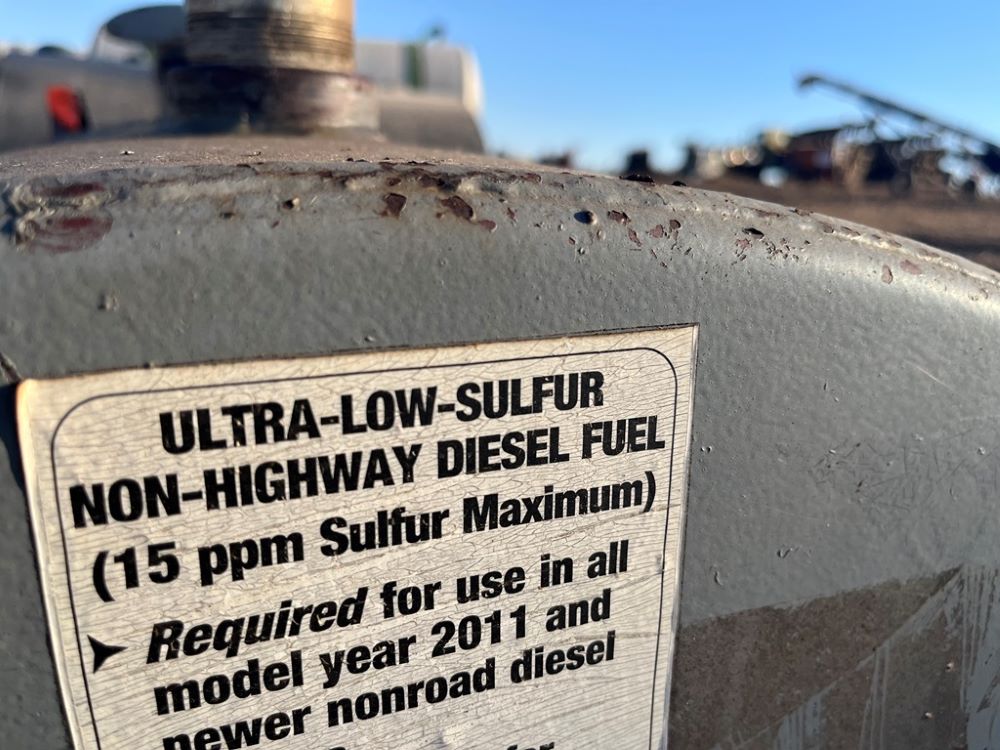 ULTRA-LOW-SULFUR
NON-HIGHWAY DIESEL FUEL
(15 ppm Sulfur Maximum)
➤ Required for use in all
model year 2011 and
newer nonroad diesel